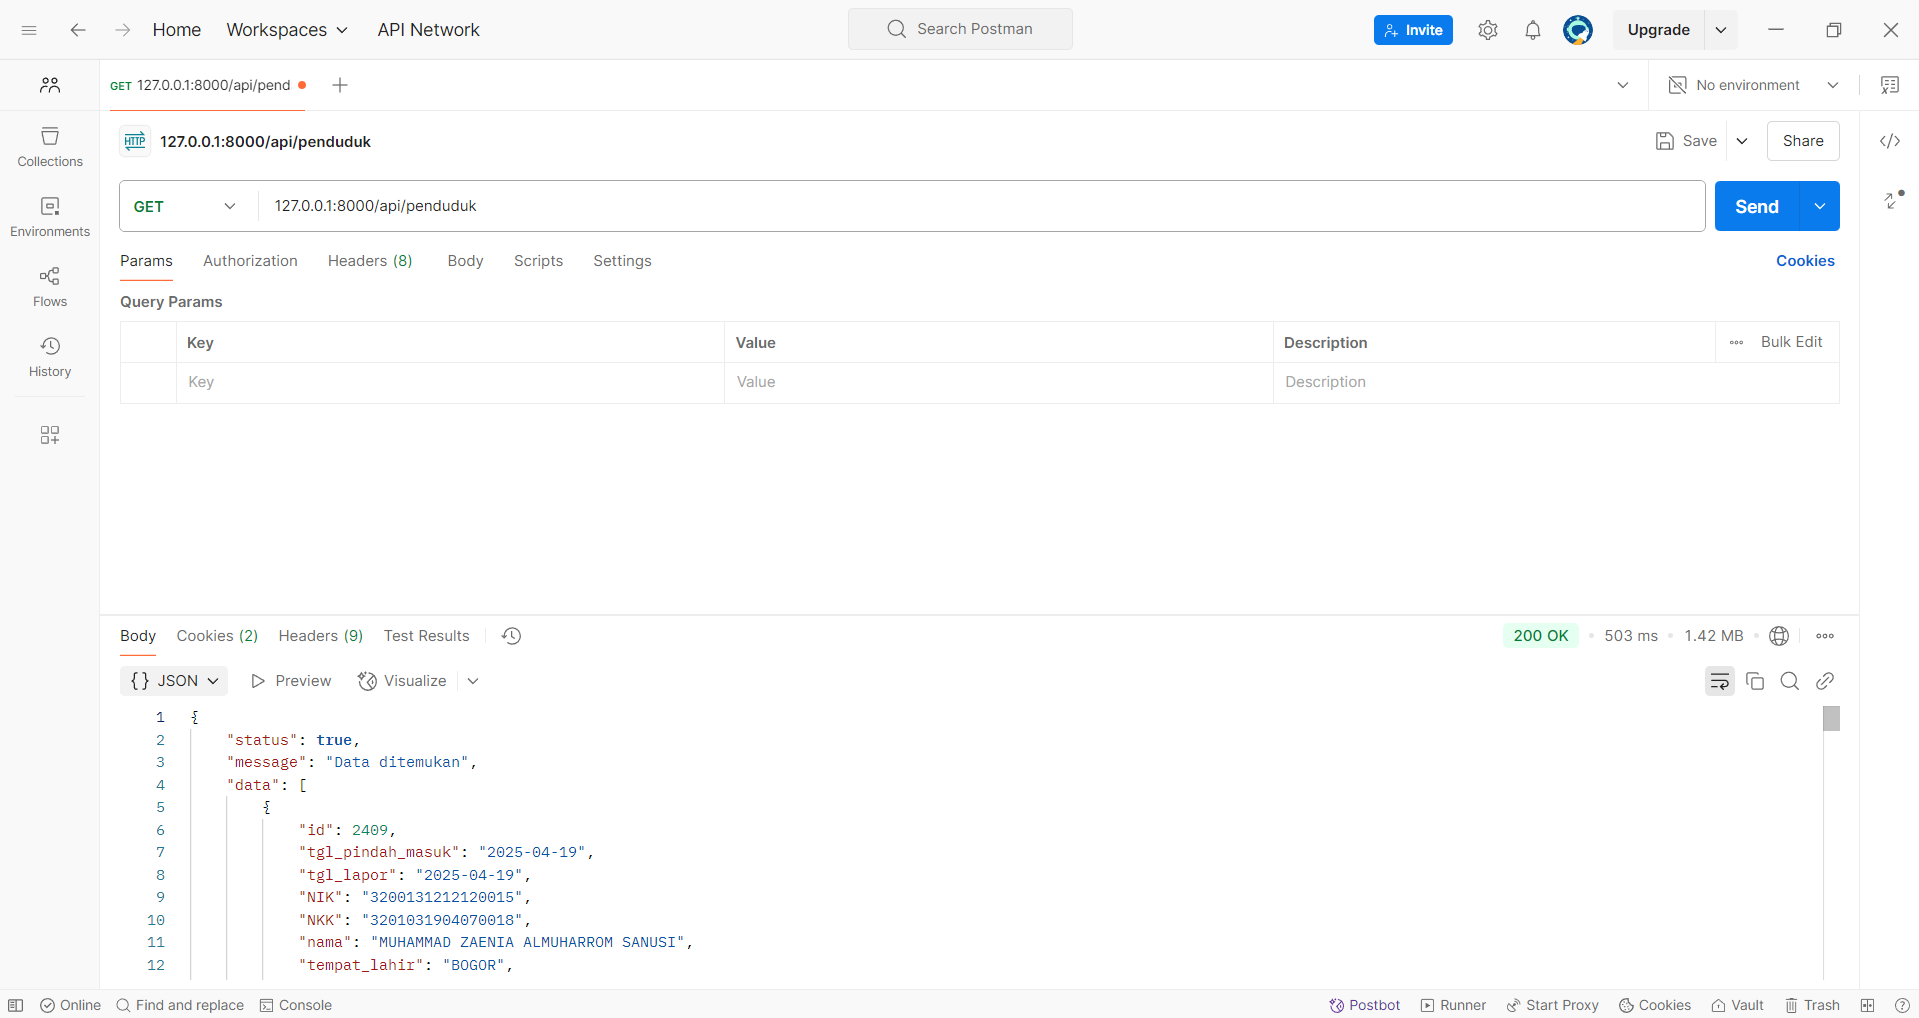 Home Workspaces API Network Search Postman Invite Upgrade
GET 127.0.0.1:8000/api/pend No environment
HTTP 127.0.0.1:8000/api/penduduk Save Share
GET 127.0.0.1:8000/api/penduduk Send
Params Authorization Headers (8) Body Scripts Settings Cookies
Query Params
Key Value Description Bulk Edit
Key Value Description
Collections
Environments
Flows
History
Body Cookies (2) Headers (9) Test Results 200 OK 503 ms 1.42 MB
{} JSON Preview Visualize
1 {
2 "status": true,
3 "message": "Data ditemukan",
4 "data": [
5 {
6 "id": 2409,
7 "tgl_pindah_masuk": "2025-04-19",
8 "tgl_lapor": "2025-04-19",
9 "NIK": "3200131212120015",
10 "NKK": "3201031904070018",
11 "nama": "MUHAMMAD ZAENIA ALMUHARROM SANUSI",
12 "tempat_lahir": "BOGOR",
Online Find and replace Console Postbot Runner Start Proxy Cookies Vault Trash